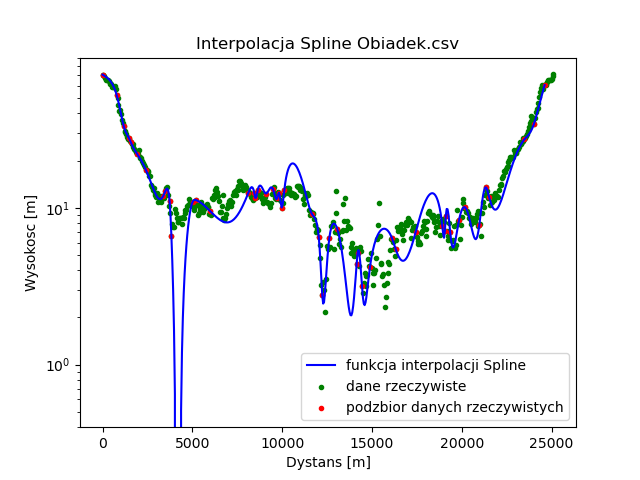 Interpolacja Spline Obiadek.csv
Wysokosc [m]
10¹
10⁰
funkcja interpolacji Spline
dane rzeczywiste
podzbior danych rzeczywistych
0 5000 10000 15000 20000 25000
Dystans [m]